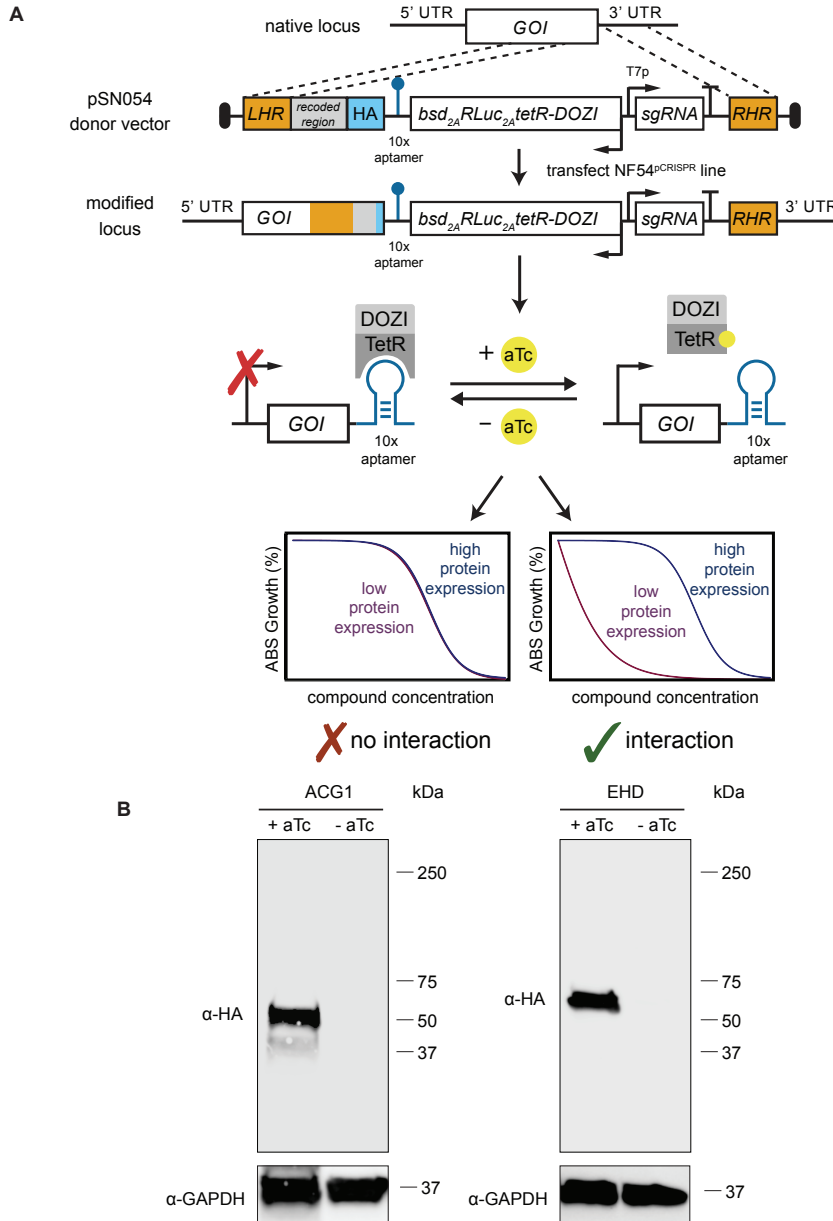 A
native locus
5’ UTR
GOI
3’ UTR
pSN054
donor vector
LHR
recoded
region
HA
10x
aptamer
bsd2ARLuc2AtetR-DOZI
T7p
sgRNA
RHR
transfect NF54pCRISPR line
modified
locus
5’ UTR
GOI
10x
aptamer
bsd2ARLuc2AtetR-DOZI
sgRNA
RHR
3’ UTR
DOZI
TetR
GOI
10x
aptamer
+ aTc
− aTc
DOZI
TetR
GOI
10x
aptamer
ABS Growth (%)
low
protein
expression
high
protein
expression
compound concentration
✗ no interaction
ABS Growth (%)
low
protein
expression
high
protein
expression
compound concentration
✓ interaction
B
ACG1
kDa
+ aTc - aTc
250
75
50
37
α-HA
α-GAPDH
37
EHD
kDa
+ aTc - aTc
250
75
50
37
α-HA
α-GAPDH
37